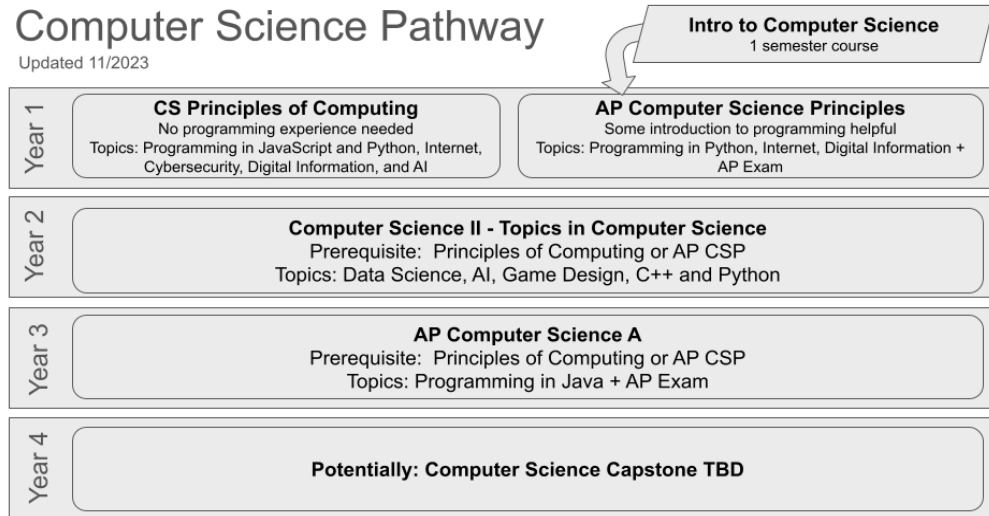 Computer Science Pathway
Updated 11/2023
Intro to Computer Science
1 semester course
Year 1
CS Principles of Computing
No programming experience needed
Topics: Programming in JavaScript and Python, Internet,
Cybersecurity, Digital Information, and AI
AP Computer Science Principles
Some introduction to programming helpful
Topics: Programming in Python, Internet, Digital Information +
AP Exam
Year 2
Computer Science II - Topics in Computer Science
Prerequisite:  Principles of Computing or AP CSP
Topics: Data Science, AI, Game Design, C++ and Python
Year 3
AP Computer Science A
Prerequisite:  Principles of Computing or AP CSP
Topics: Programming in Java + AP Exam
Year 4
Potentially: Computer Science Capstone TBD